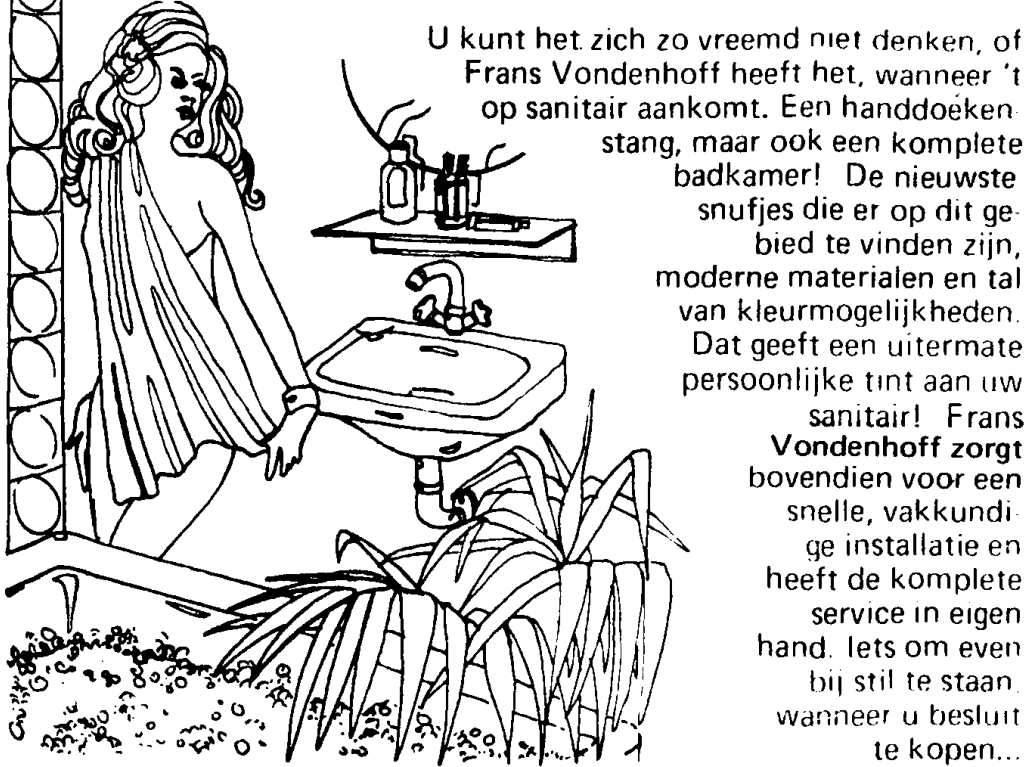 U kunt het zich zo vreemd niet denken, of
Frans Vondenhoff heeft het, wanneer 't
op sanitair aankomt. Een handdoeken-
stang, maar ook een komplete
badkamer! De nieuwste
snufjes die er op dit ge-
bied te vinden zijn,
moderne materialen en tal
van kleurmogelijkheden.
Dat geeft een uitermate
persoonlijke tint aan uw
sanitair! Frans
Vondenhoff zorgt
bovendien voor een
snelle, vakkundi-
ge installatie en
heeft de komplete
service in eigen
hand. Iets om even
bij stil te staan,
wanneer u besluit
te kopen...